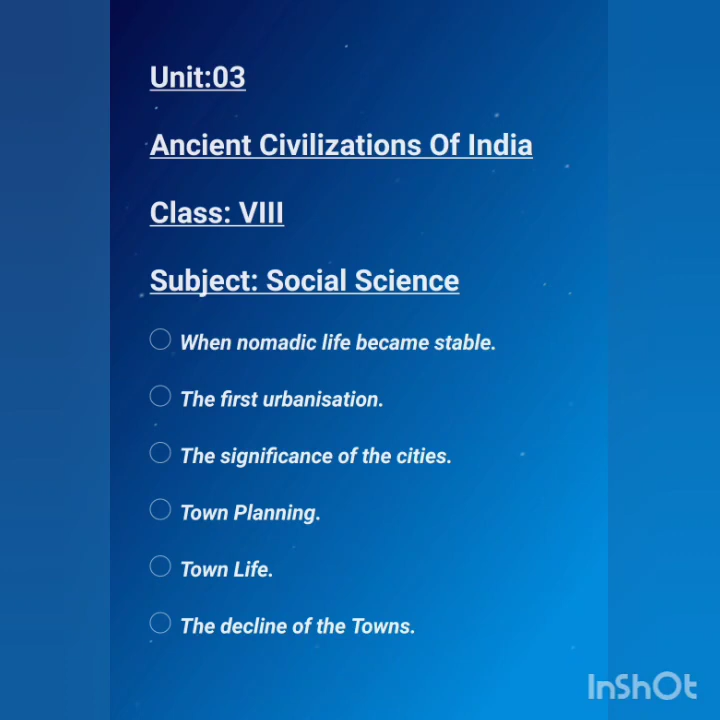 Unit:03
Ancient Civilizations Of India
Class: VIII
Subject: Social Science
When nomadic life became stable.
The first urbanisation.
The significance of the cities.
Town Planning.
Town Life.
The decline of the Towns.
InShOt